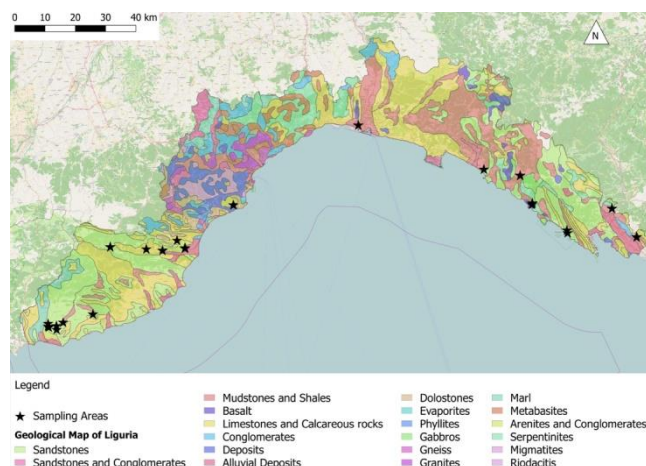 0 10 20 30 40 km
N
Legend
Sampling Areas
Geological Map of Liguria
Sandstones
Sandstones and Conglomerates
Mudstones and Shales
Basalt
Limestones and Calcareous rocks
Conglomerates
Deposits
Alluvial Deposits
Dolostones
Evaporites
Phyllites
Gabbros
Gneiss
Granites
Marl
Metabasites
Arenites and Conglomerates
Serpentinites
Migmatites
Riodacitis